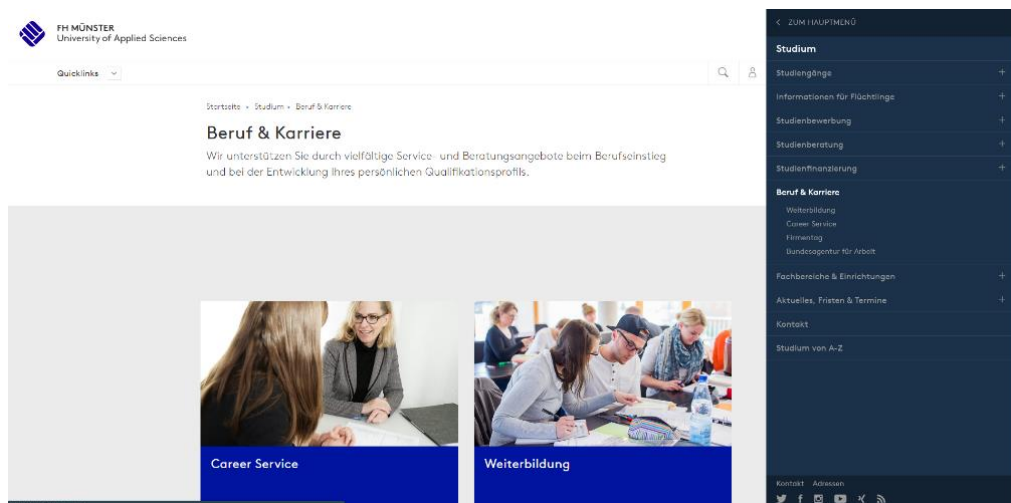 FH MÜNSTER
University of Applied Sciences
Quicklinks
Startseite • Studium • Beruf & Karriere
Beruf & Karriere
Wir unterstützen Sie durch vielfältige Service- und Beratungsangebote beim Berufseinstieg
und bei der Entwicklung Ihres persönlichen Qualifikationsprofils.
Career Service
Weiterbildung
ZUM HAUPTMENÜ
Studium
Studiengänge
Informationen für Flüchtlinge
Studienbewerbung
Studienberatung
Studienfinanzierung
Beruf & Karriere
Weiterbildung
Career Service
Firmentag
Bundesagentur für Arbeit
Fachbereiche & Einrichtungen
Aktuelles, Fristen & Termine
Kontakt
Studium von A-Z
Kontakt Adressen